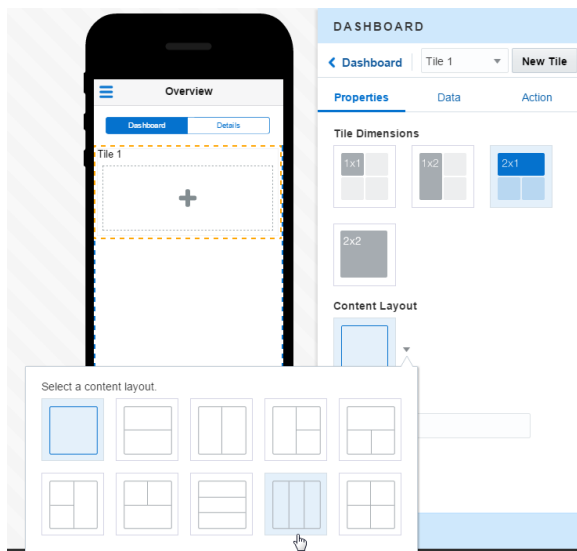 DASHBOARD
Dashboard
Tile 1
New Tile
Properties
Data
Action
Overview
Dashboard
Details
Tile 1
Tile Dimensions
1x1
1x2
2x1
2x2
Content Layout
Select a content layout.